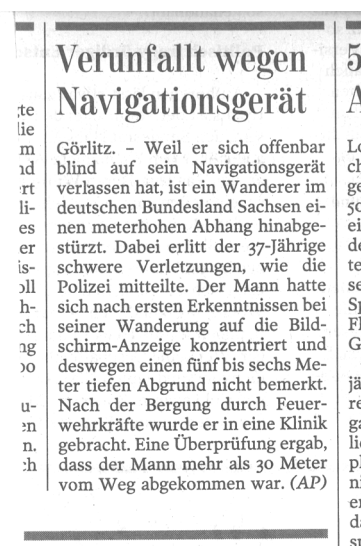 Verunfallt wegen
Navigationsgerät
Görlitz. – Weil er sich offenbar
blind auf sein Navigationsgerät
verlassen hat, ist ein Wanderer im
deutschen Bundesland Sachsen ei-
nen meterhohen Abhang hinabge-
stürzt. Dabei erlitt der 37-Jährige
schwere Verletzungen, wie die
Polizei mitteilte. Der Mann hatte
sich nach ersten Erkenntnissen bei
seiner Wanderung auf die Bild-
schirm-Anzeige konzentriert und
deswegen einen fünf bis sechs Me-
ter tiefen Abgrund nicht bemerkt.
Nach der Bergung durch Feuer-
wehrkräfte wurde er in eine Klinik
gebracht. Eine Überprüfung ergab,
dass der Mann mehr als 30 Meter
vom Weg abgekommen war. (AP)